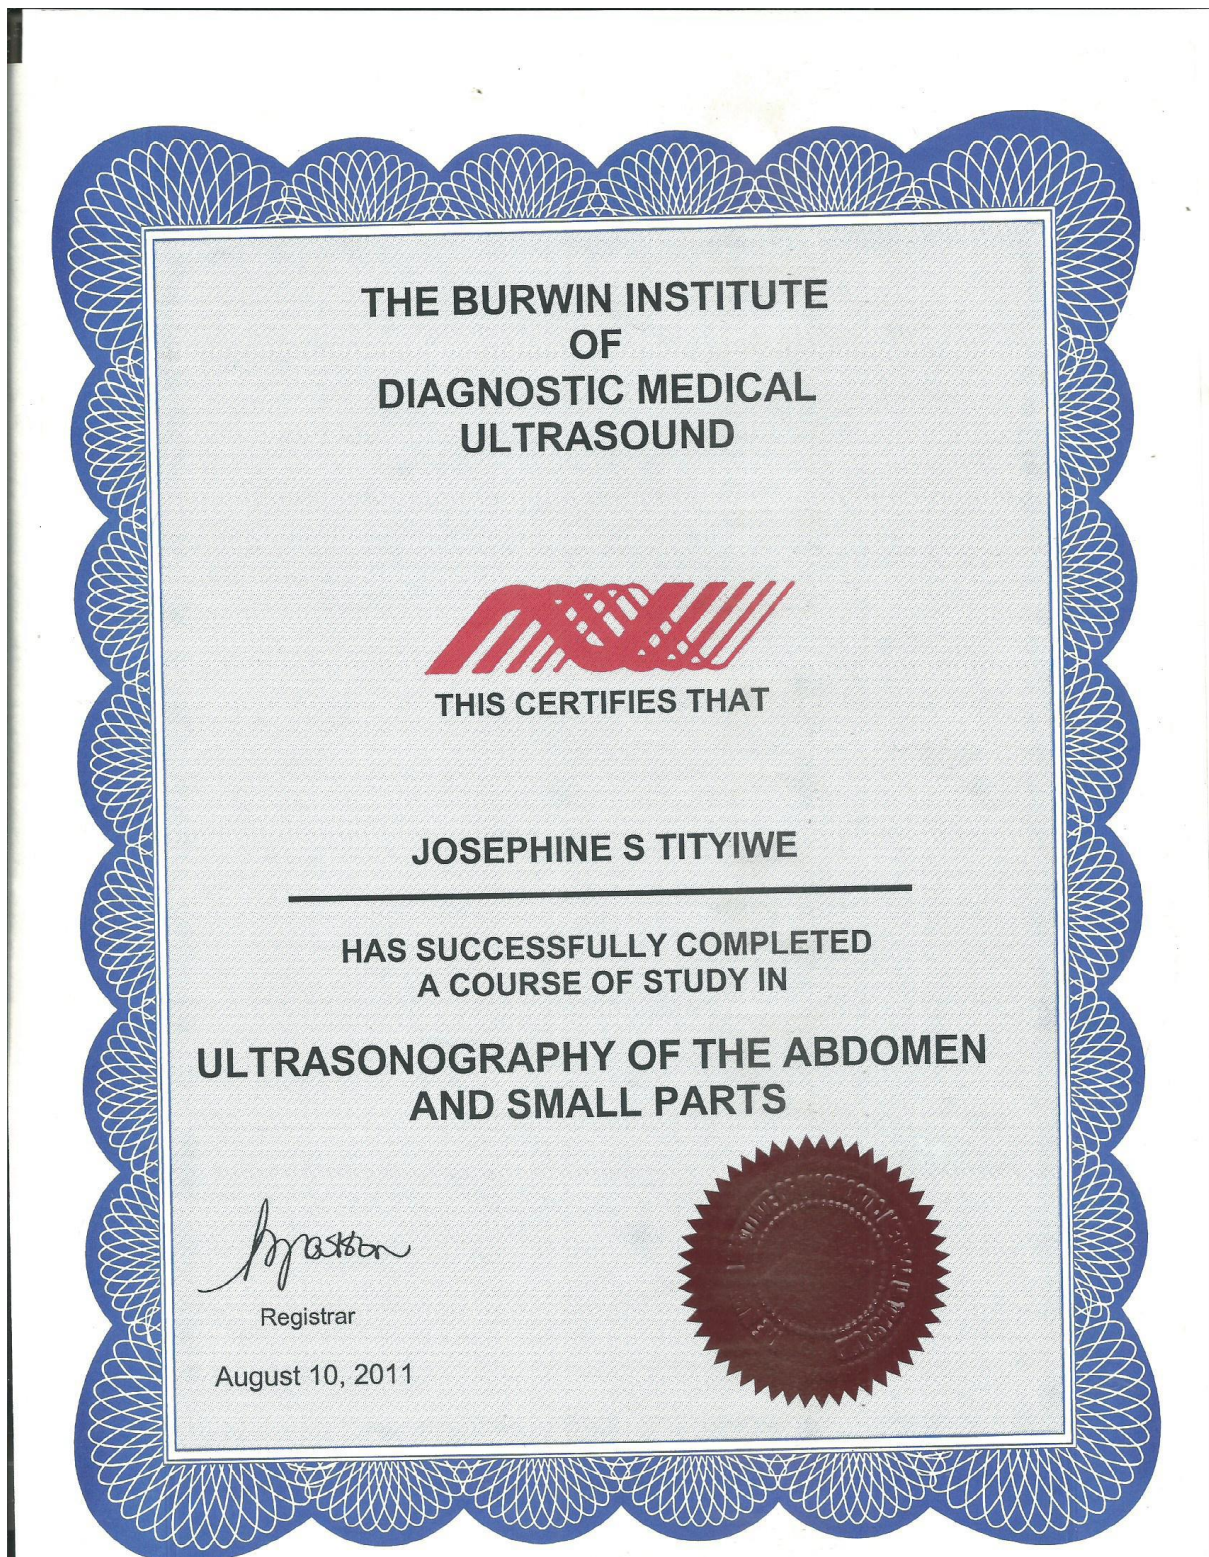 THE BURWIN INSTITUTE
OF
DIAGNOSTIC MEDICAL
ULTRASOUND
THIS CERTIFIES THAT
JOSEPHINE S TITYIWE
HAS SUCCESSFULLY COMPLETED
A COURSE OF STUDY IN
ULTRASONOGRAPHY OF THE ABDOMEN
AND SMALL PARTS
Registrar
August 10, 2011